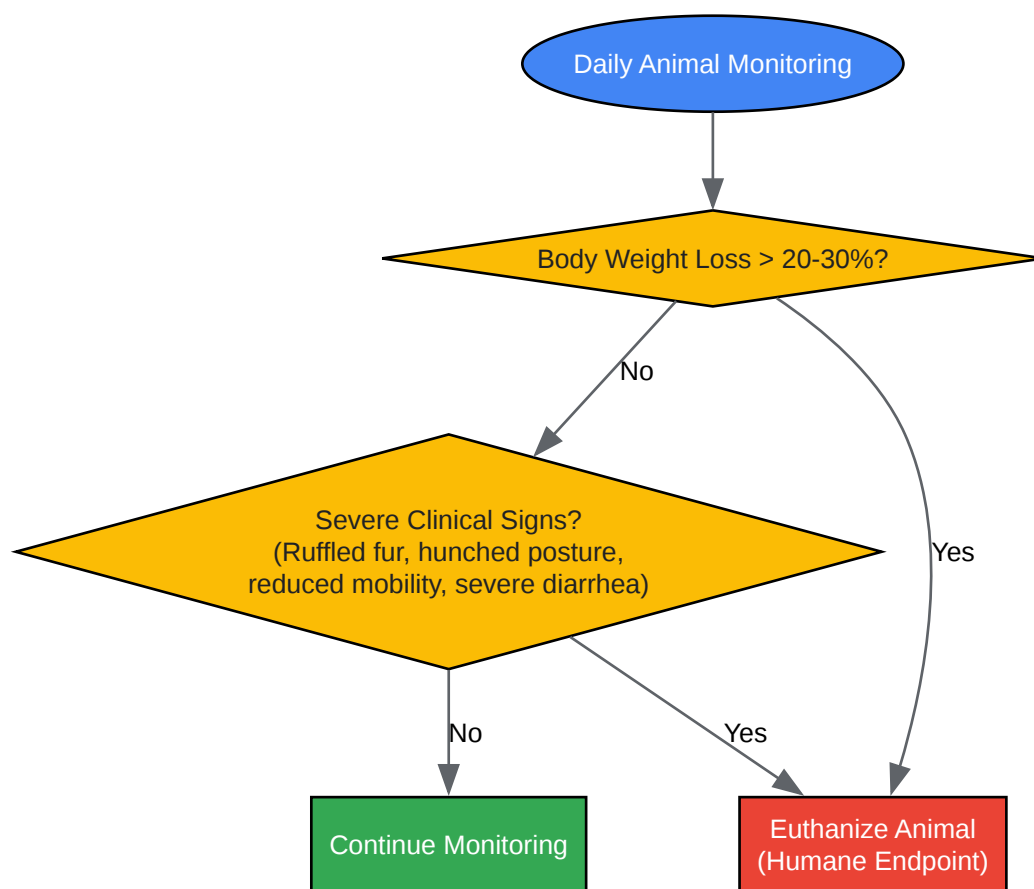 Daily Animal Monitoring
Body Weight Loss > 20-30%?
No
Yes
Severe Clinical Signs?
(Ruffled fur, hunched posture,
reduced mobility, severe diarrhea)
No
Yes
Continue Monitoring
Euthanize Animal
(Humane Endpoint)